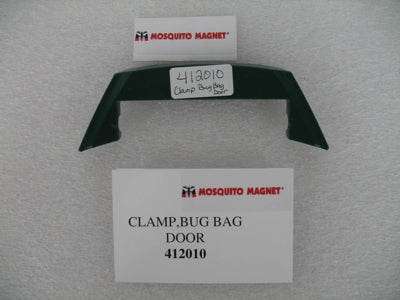 MOSQUITO MAGNET®
412010
Clamp Bug Bag
Door
MOSQUITO MAGNET®
CLAMP,BUG BAG
DOOR
412010